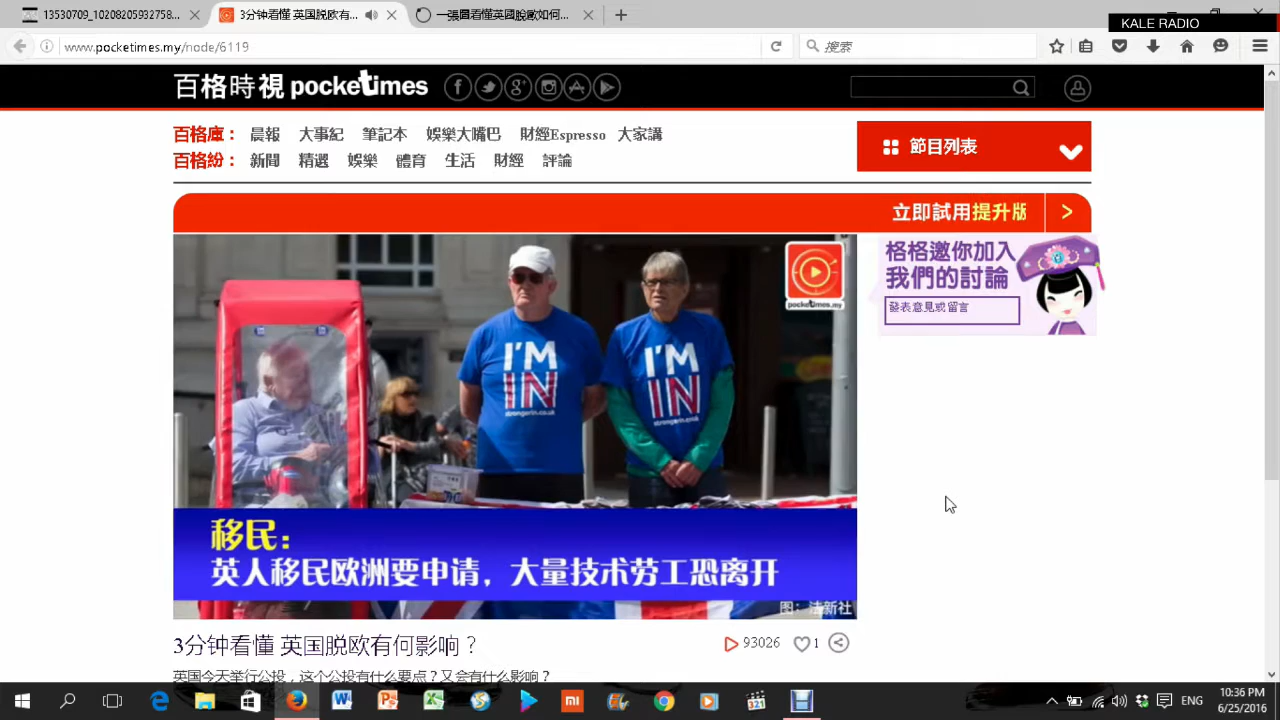 13530709_10208205932758...
3分钟看懂 英国脱欧有...
一張圖看懂英國脫歐如何...
KALE RADIO
www.pocketimes.my/node/6119
搜索
百格時視 pocketimes
百格庫： 晨報 大事紀 筆記本 娛樂大嘴巴 財經Espresso 大家講
百格紛： 新聞 精選 娛樂 體育 生活 財經 評論
節目列表
立即試用提升版 >
格格邀你加入
我們的討論
發表意見或留言
pocketimes.my
I'M
IN
strongerin.co.uk
I'M
IN
strongerin.co.uk
移民：
英人移民欧洲要申请，大量技术劳工恐离开
图：法新社
3分钟看懂 英国脱欧有何影响？
93026
1
英国今天举行公投，这个公投有什么要点？又会有什么影响？
ENG
10:36 PM
6/25/2016